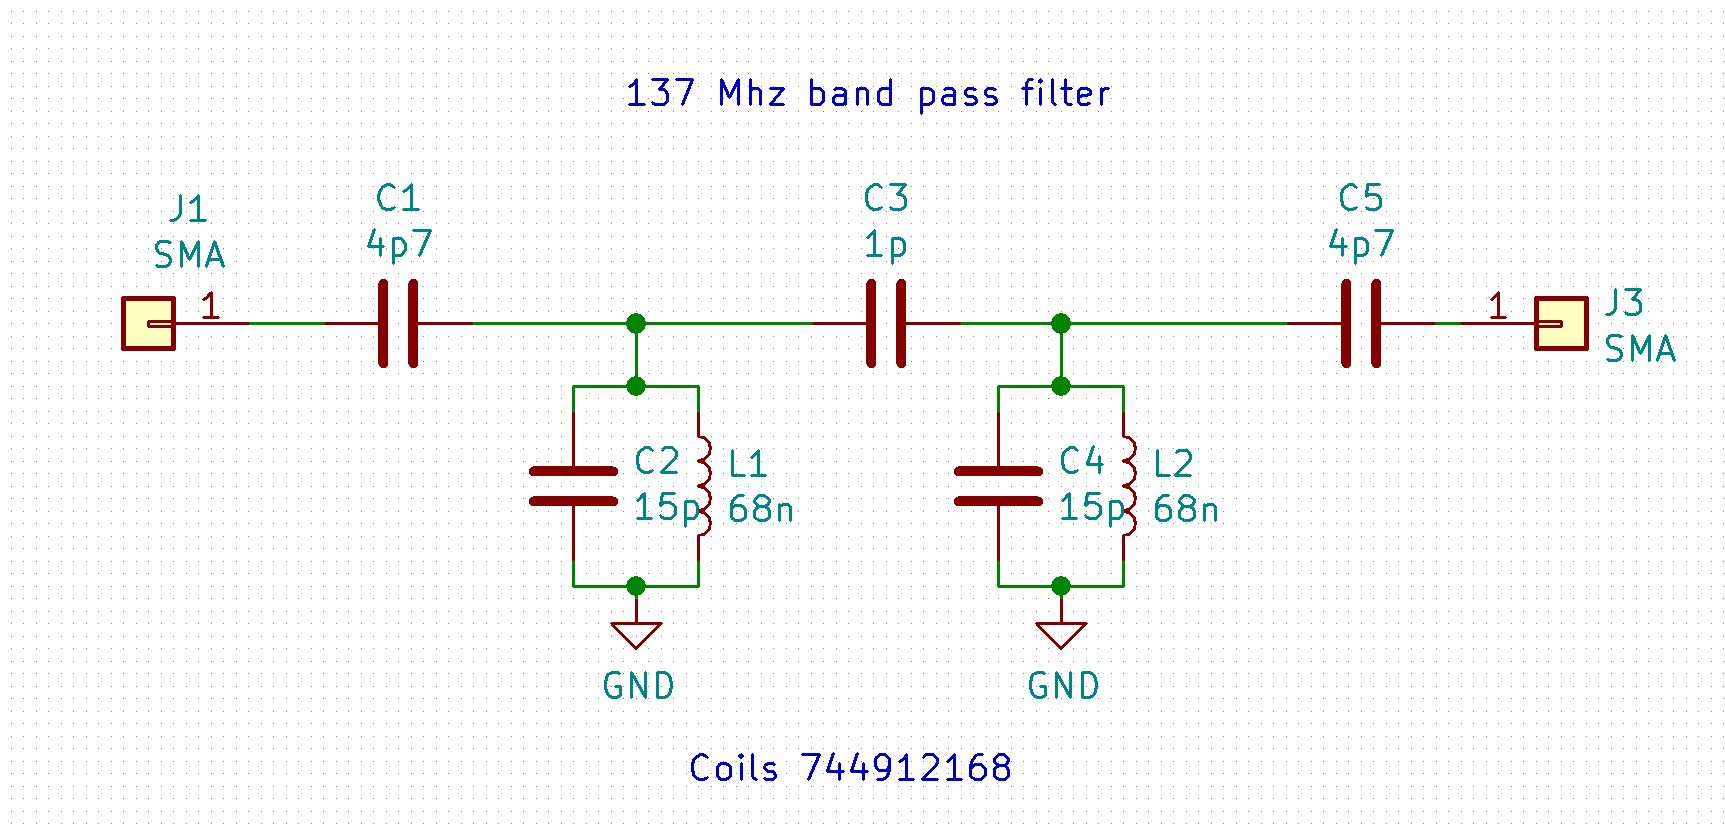 137 Mhz band pass filter
J1
SMA
1
C1
4p7
C3
1p
C5
4p7
1
J3
SMA
C2
15p
L1
68n
C4
15p
L2
68n
GND
GND
Coils 744912168